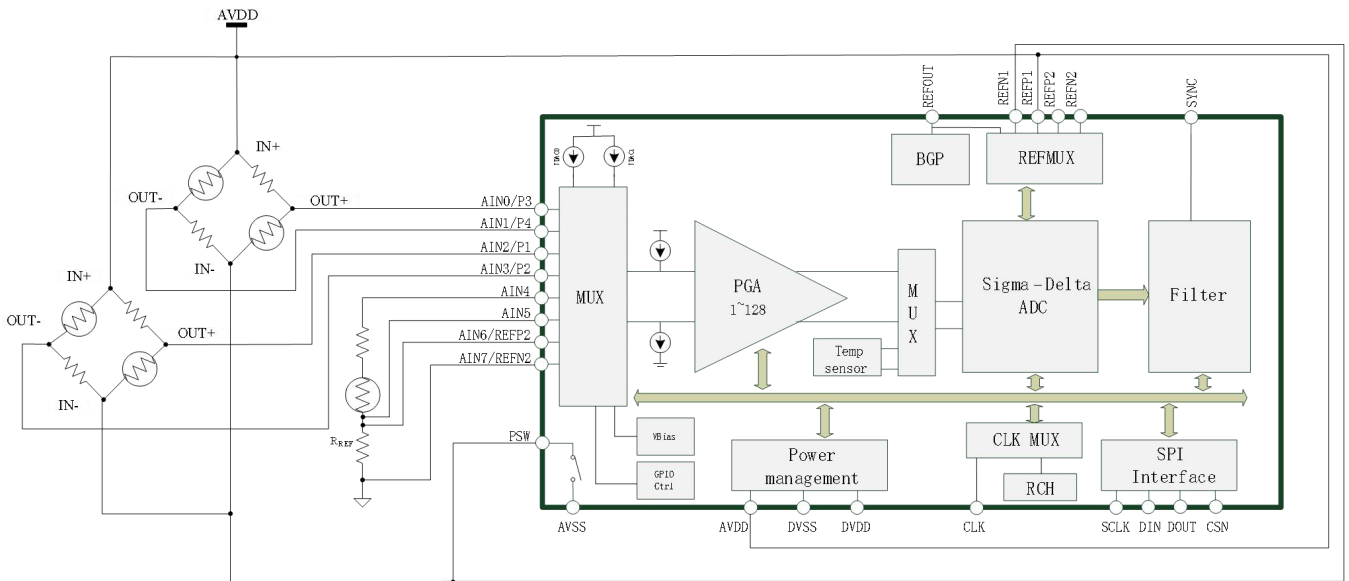 AVDD
IN+
OUT-
OUT+
IN-
IN+
OUT-
OUT+
IN-
AIN0/P3
AIN1/P4
AIN2/P1
AIN3/P2
AIN4
AIN5
AIN6/REFP2
AIN7/REFN2
RREF
PSW
AVSS
MUX
VBias
GPIO
Ctrl
PGA
1~128
Temp
sensor
MUX
REFOUT
REFN1
REFP1
REFP2
REFN2
SYNC
BGP
REFMUX
Sigma-Delta
ADC
Filter
Power
management
CLK MUX
RCH
SPI
Interface
AVDD
DVSS
DVDD
CLK
SCLK
DIN
DOUT
CSN